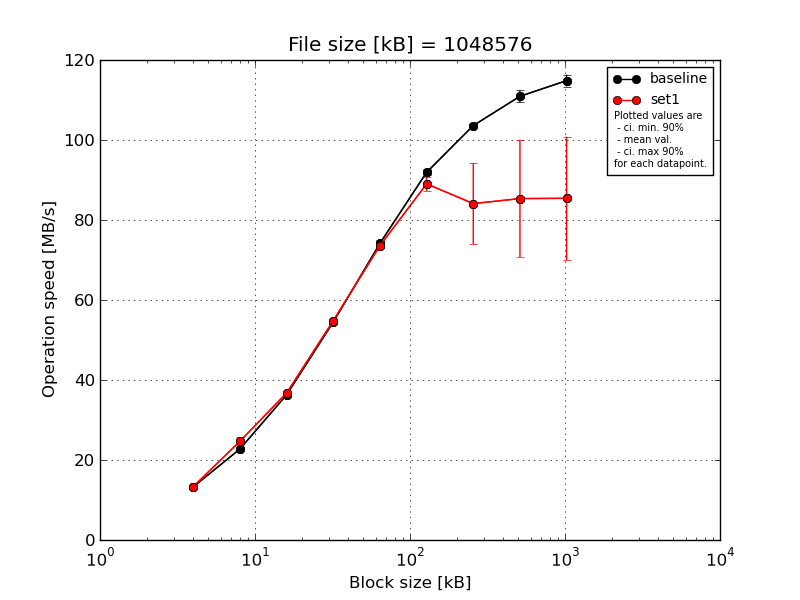 File size [kB] = 1048576
120
100
80
60
40
20
0
Operation speed [MB/s]
baseline
set1
Plotted values are
- ci. min. 90%
- mean val.
- ci. max 90%
for each datapoint.
10^0
10^1
10^2
10^3
10^4
Block size [kB]